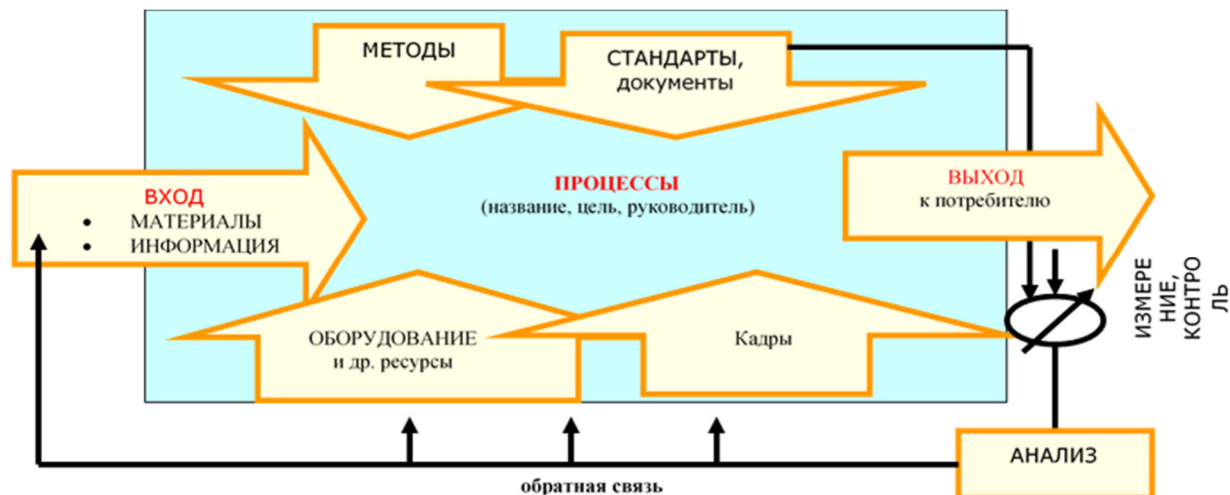 МЕТОДЫ
СТАНДАРТЫ,
документы
ВХОД
• МАТЕРИАЛЫ
• ИНФОРМАЦИЯ
ПРОЦЕССЫ
(название, цель, руководитель)
ВЫХОД
к потребителю
ИЗМЕРЕ
НИЕ,
КОНТРО
ЛЬ
ОБОРУДОВАНИЕ
и др. ресурсы
Кадры
АНАЛИЗ
обратная связь